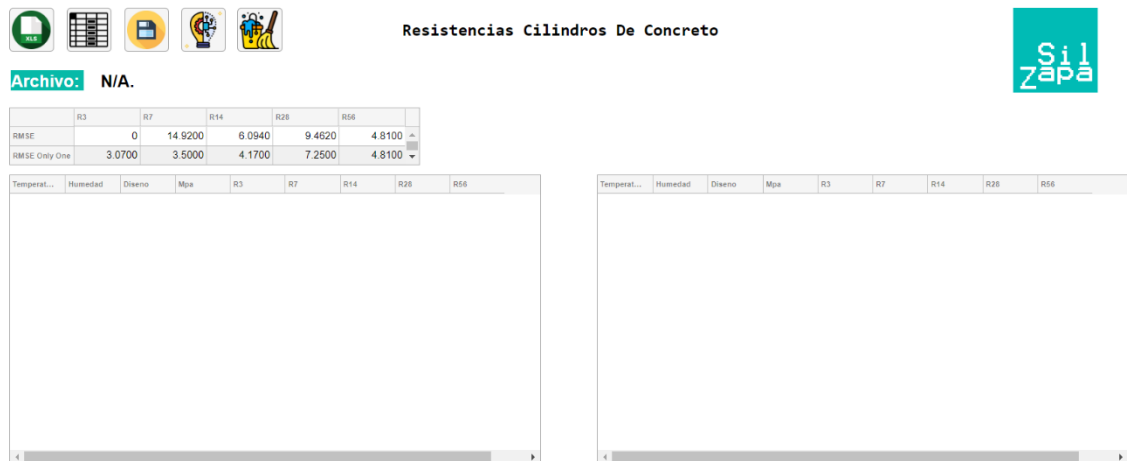 XLS
Resistencias Cilindros De Concreto
Sil
Zapa
Archivo: N/A.
R3 R7 R14 R28 R56
RMSE 0 14.9200 6.0940 9.4620 4.8100
RMSE Only One 3.0700 3.5000 4.1700 7.2500 4.8100
Temperat... Humedad Diseno Mpa R3 R7 R14 R28 R56
Temperat... Humedad Diseno Mpa R3 R7 R14 R28 R56